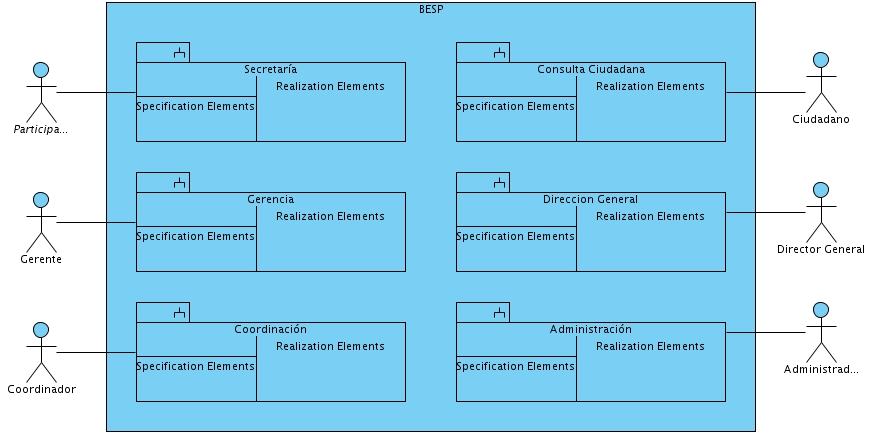 BESP
Secretaría
Realization Elements
Specification Elements
Participa...
Consulta Ciudadana
Realization Elements
Specification Elements
Ciudadano
Gerencia
Realization Elements
Specification Elements
Gerente
Direccion General
Realization Elements
Specification Elements
Director General
Coordinación
Realization Elements
Specification Elements
Coordinador
Administración
Realization Elements
Specification Elements
Administrad...